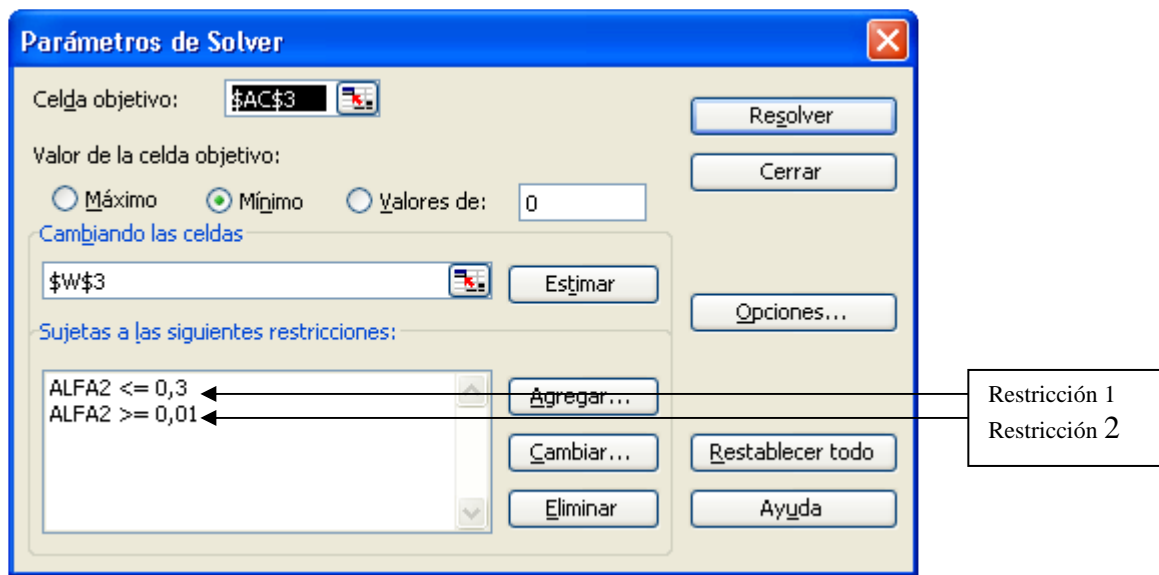 Parámetros de Solver
Celda objetivo: $AC$3
Resolver
Valor de la celda objetivo:
Cerrar
Máximo Mínimo Valores de: 0
Cambiando las celdas
$W$3 Estimar
Opciones...
Sujetas a las siguientes restricciones:
ALFA2 <= 0,3
ALFA2 >= 0,01
Agregar...
Cambiar...
Eliminar
Restablecer todo
Ayuda
Restricción 1
Restricción 2